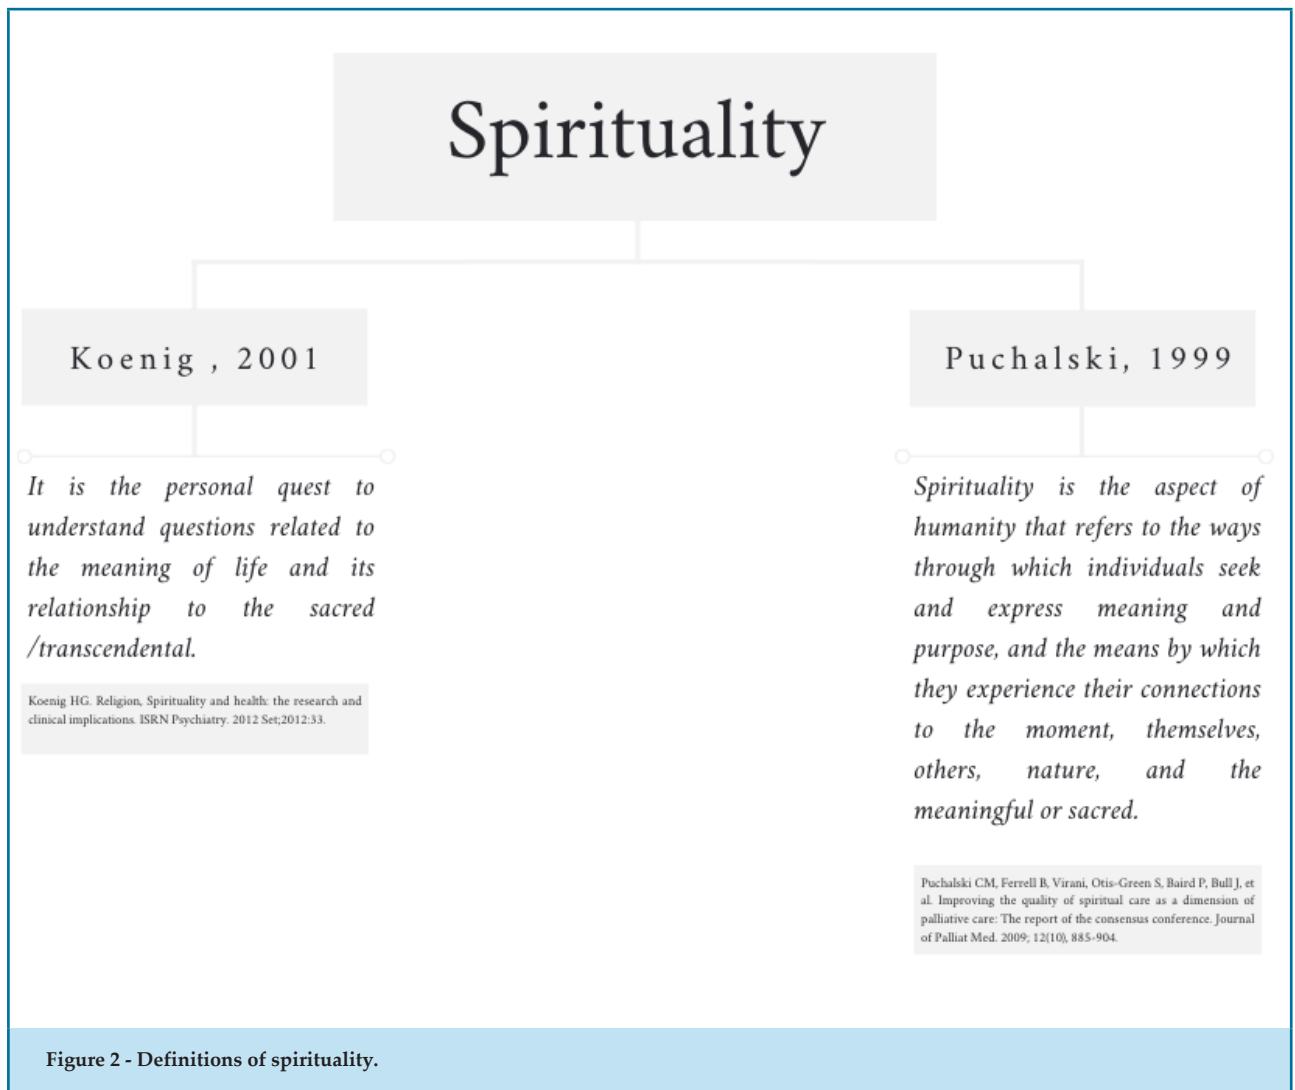 Spirituality
Koenig , 2001
It is the personal quest to
understand questions related to
the meaning of life and its
relationship to the sacred
/transcendental.
Koenig HG. Religion, Spirituality and health: the research and
clinical implications. ISRN Psychiatry. 2012 Set;2012:33.
Puchalski, 1999
Spirituality is the aspect of
humanity that refers to the ways
through which individuals seek
and express meaning and
purpose, and the means by which
they experience their connections
to the moment, themselves,
others, nature, and the
meaningful or sacred.
Puchalski CM, Ferrell B, Virani, Otis-Green S, Baird P, Bull J, et
al. Improving the quality of spiritual care as a dimension of
palliative care: The report of the consensus conference. Journal
of Palliat Med. 2009; 12(10), 885-904.
Figure 2 - Definitions of spirituality.